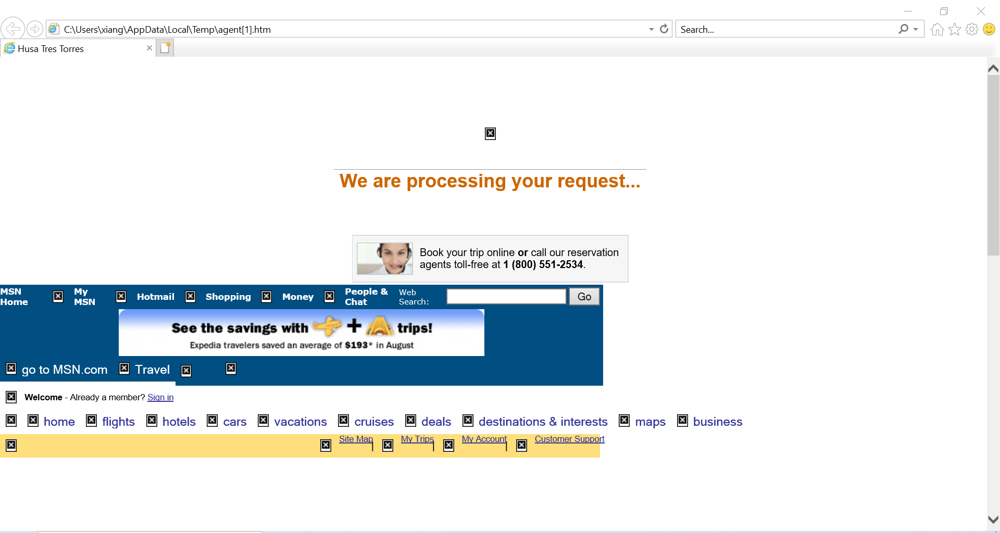 C:\Users\xiang\AppData\Local\Temp\agent[1].htm
Search...
Husa Tres Torres
We are processing your request...
Book your trip online or call our reservation
agents toll-free at 1 (800) 551-2534.
MSN Home My MSN Hotmail Shopping Money People & Chat Web Search: Go
See the savings with + trips!
Expedia travelers saved an average of $193* in August
go to MSN.com Travel
Welcome - Already a member? Sign in
home flights hotels cars vacations cruises deals destinations & interests maps business
Site Map | My Trips | My Account | Customer Support